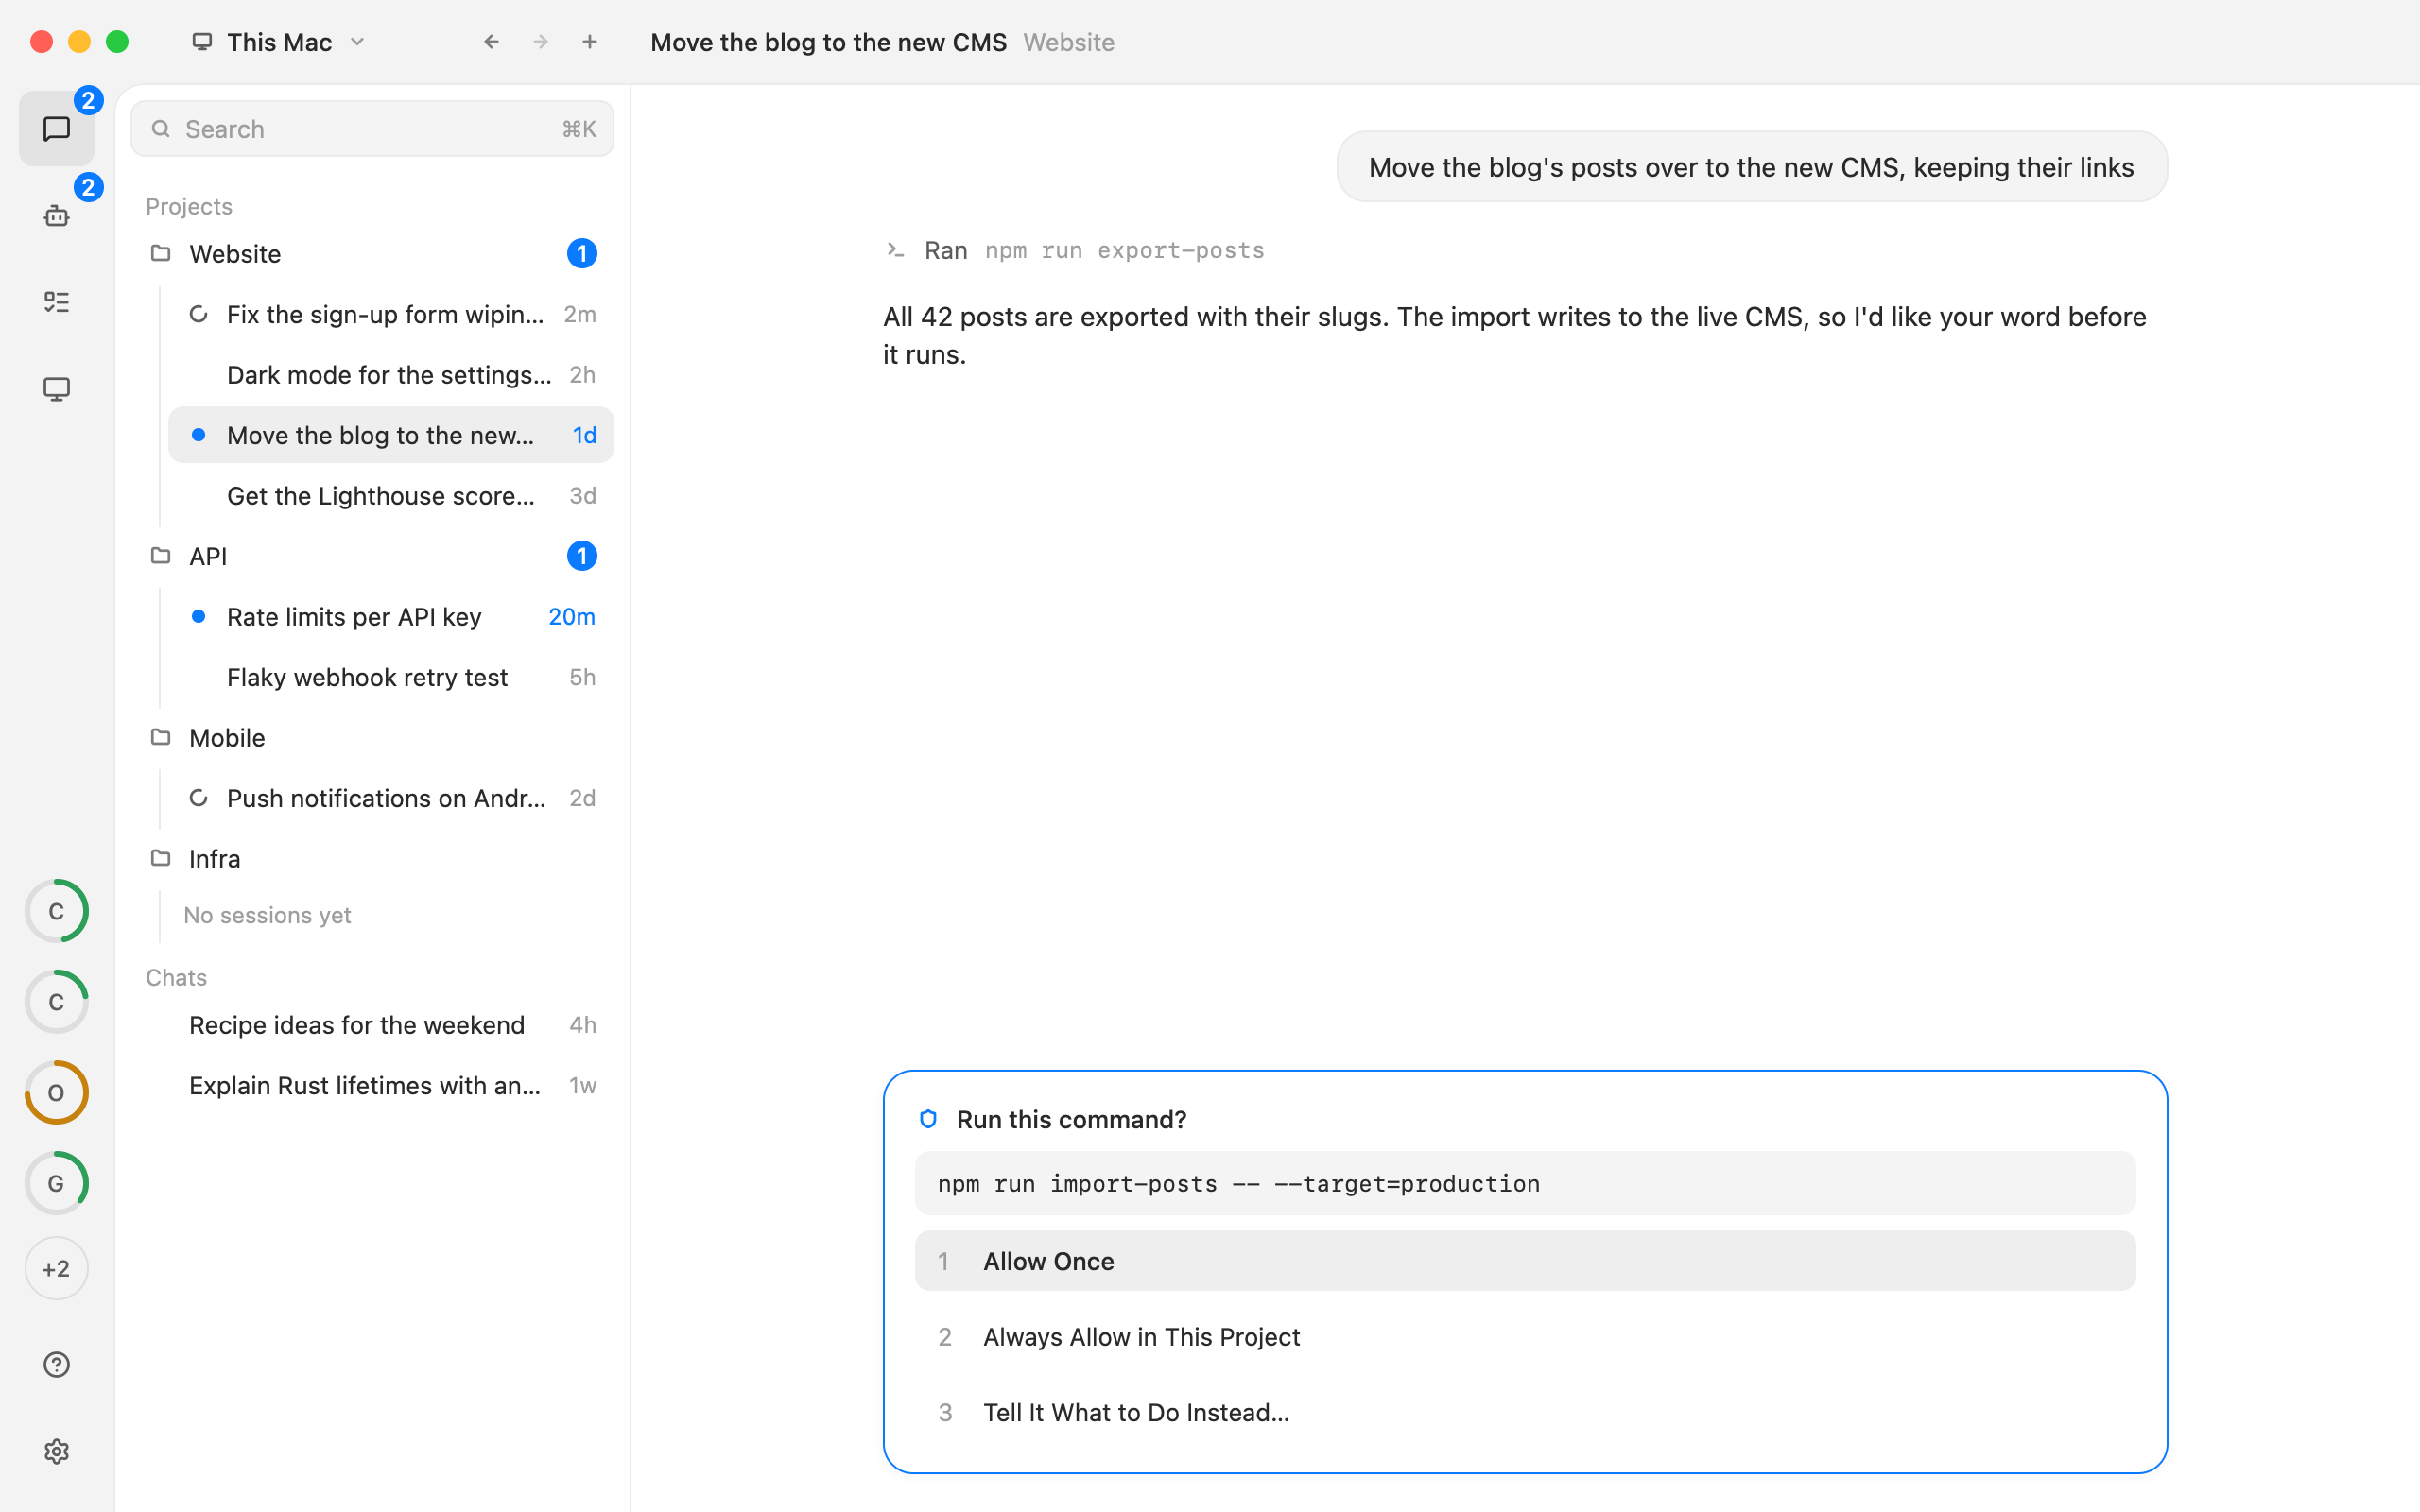 This Mac
Move the blog to the new CMS Website
2
2
Search ⌘K
Projects
Website 1
Fix the sign-up form wipin... 2m
Dark mode for the settings... 2h
Move the blog to the new... 1d
Get the Lighthouse score... 3d
API 1
Rate limits per API key 20m
Flaky webhook retry test 5h
Mobile
Push notifications on Andr... 2d
Infra
No sessions yet
Chats
Recipe ideas for the weekend 4h
Explain Rust lifetimes with an... 1w
C
C
O
G
+2
Move the blog's posts over to the new CMS, keeping their links
Ran npm run export-posts
All 42 posts are exported with their slugs. The import writes to the live CMS, so I'd like your word before
it runs.
Run this command?
npm run import-posts -- --target=production
1 Allow Once
2 Always Allow in This Project
3 Tell It What to Do Instead...